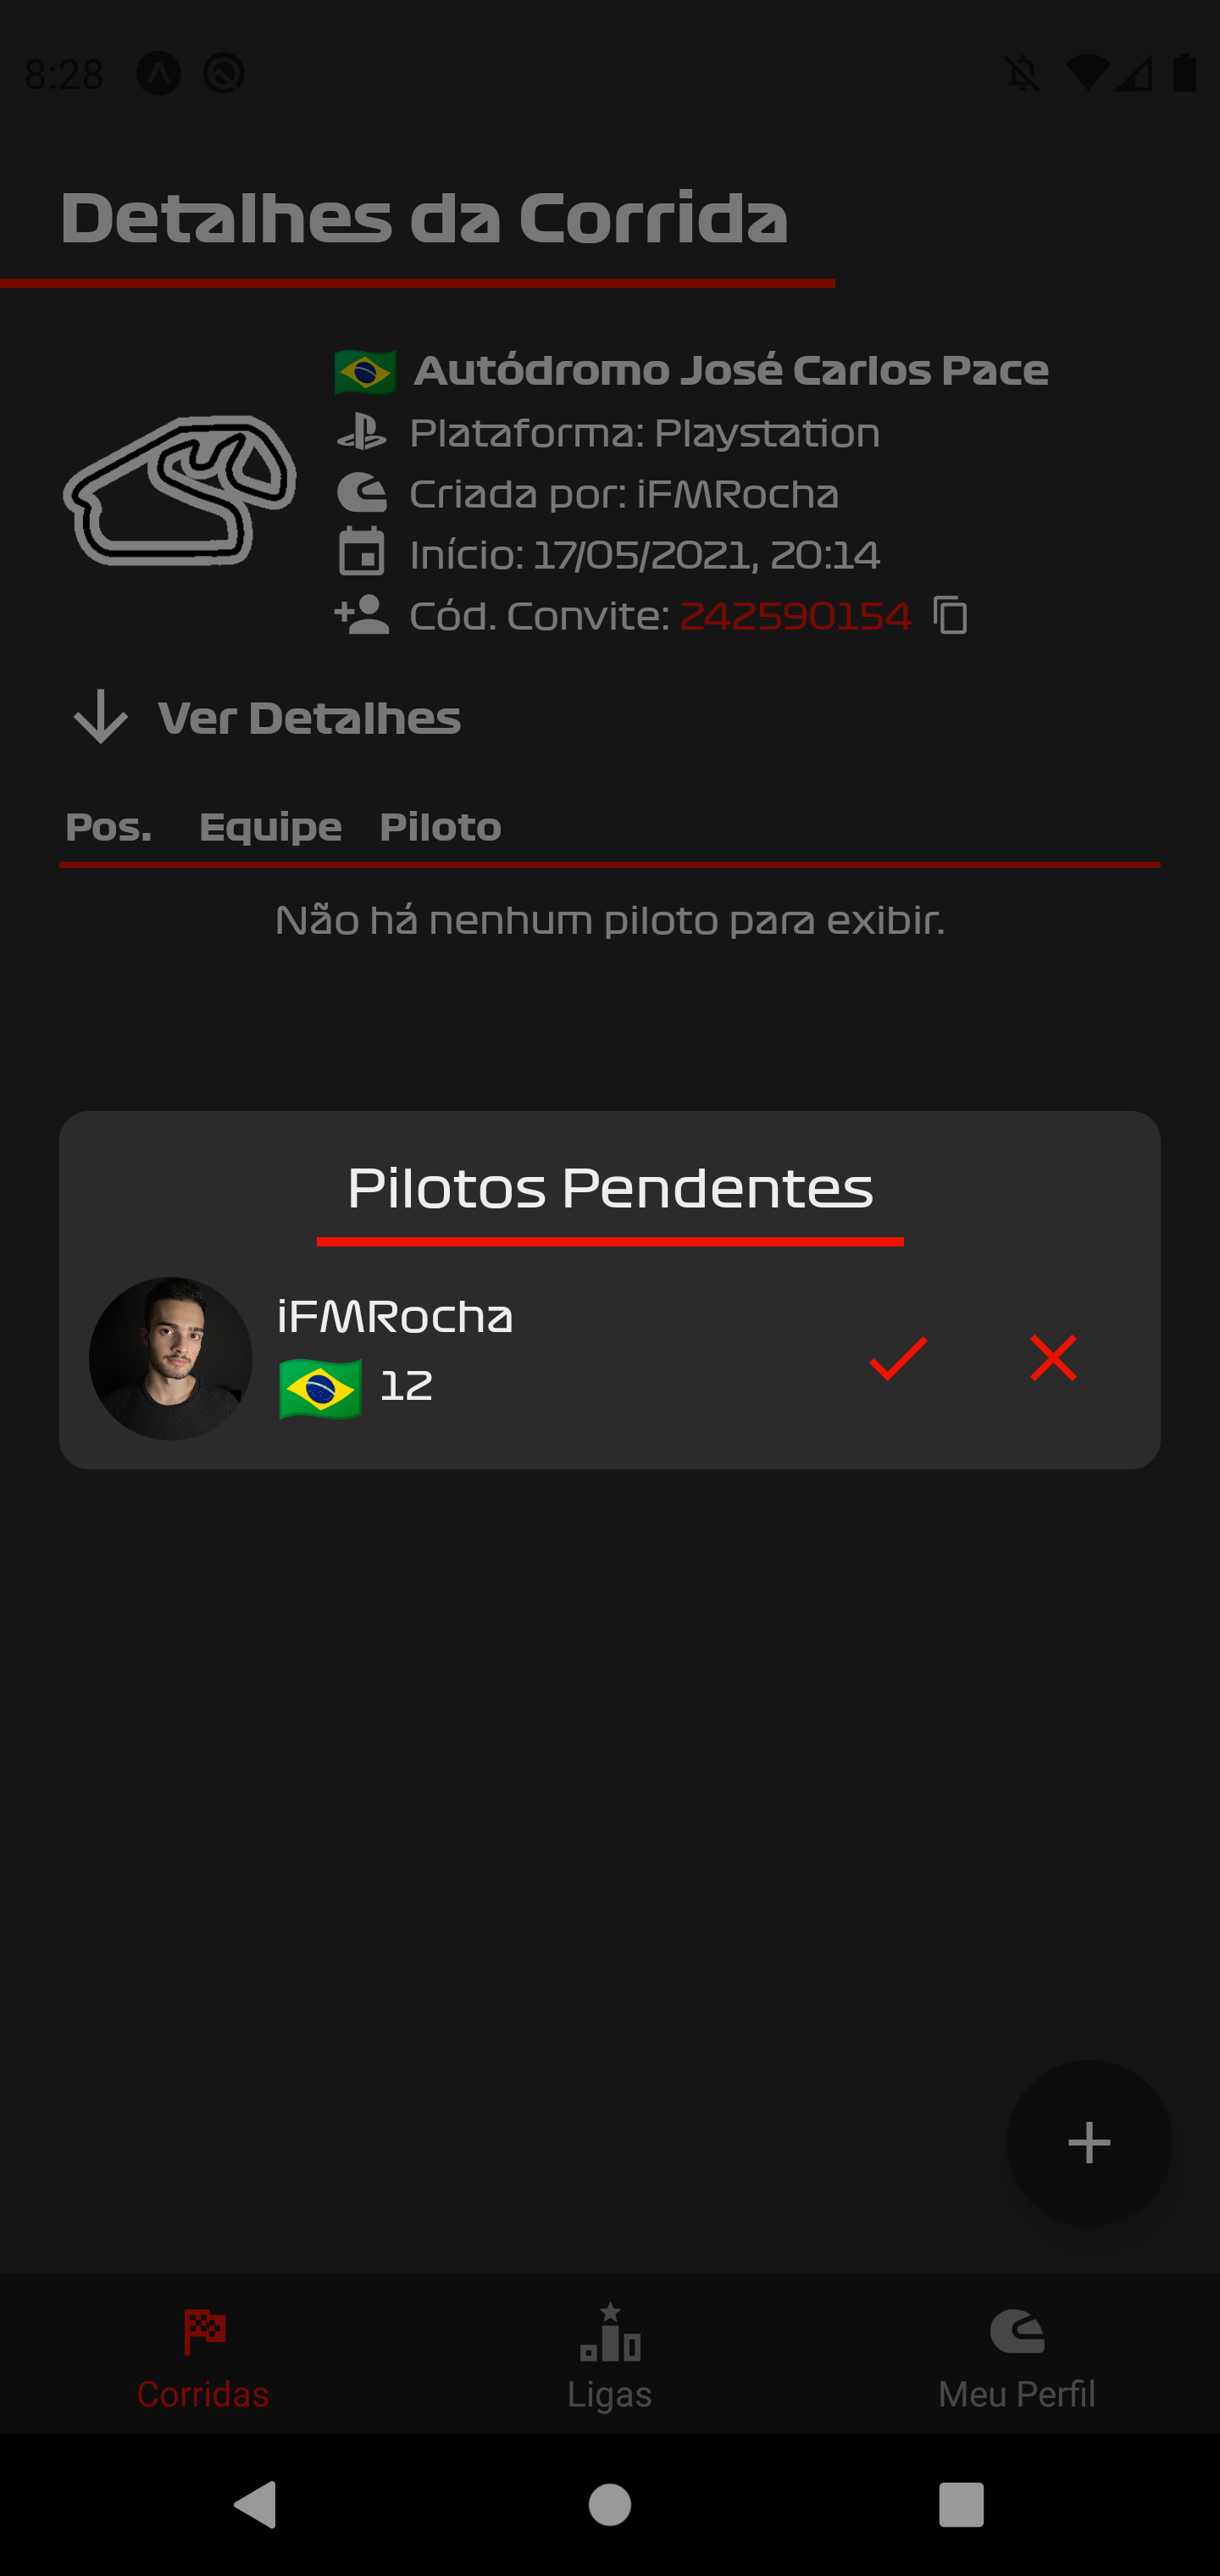 8:28
Detalhes da Corrida
Autódromo José Carlos Pace
Plataforma: Playstation
Criada por: iFMRocha
Início: 17/05/2021, 20:14
Cód. Convite: 242590154
Ver Detalhes
Pos. Equipe Piloto
Não há nenhum piloto para exibir.
Pilotos Pendentes
iFMRocha
12
Corridas Ligas Meu Perfil